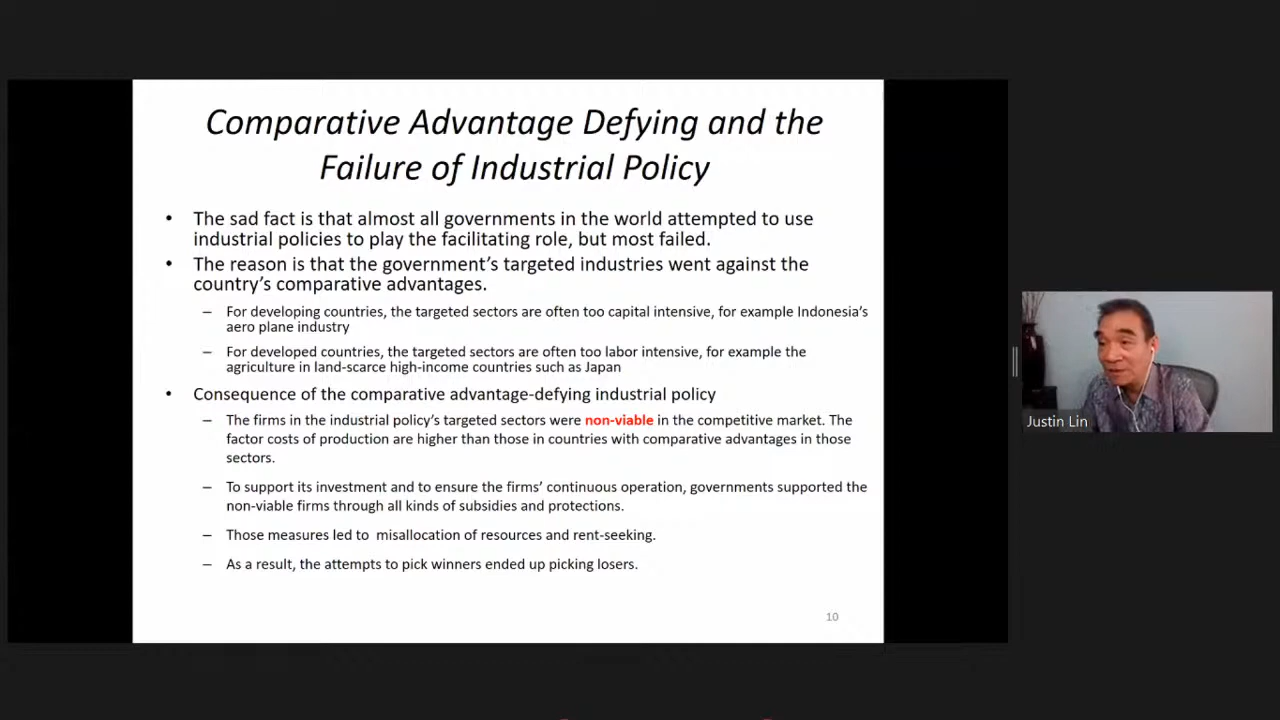 Comparative Advantage Defying and the
Failure of Industrial Policy
• The sad fact is that almost all governments in the world attempted to use
industrial policies to play the facilitating role, but most failed.
• The reason is that the government's targeted industries went against the
country's comparative advantages.
– For developing countries, the targeted sectors are often too capital intensive, for example Indonesia's
aero plane industry
– For developed countries, the targeted sectors are often too labor intensive, for example the
agriculture in land-scarce high-income countries such as Japan
• Consequence of the comparative advantage-defying industrial policy
– The firms in the industrial policy's targeted sectors were non-viable in the competitive market. The
factor costs of production are higher than those in countries with comparative advantages in those
sectors.
– To support its investment and to ensure the firms' continuous operation, governments supported the
non-viable firms through all kinds of subsidies and protections.
– Those measures led to  misallocation of resources and rent-seeking.
– As a result, the attempts to pick winners ended up picking losers.
10
Justin Lin